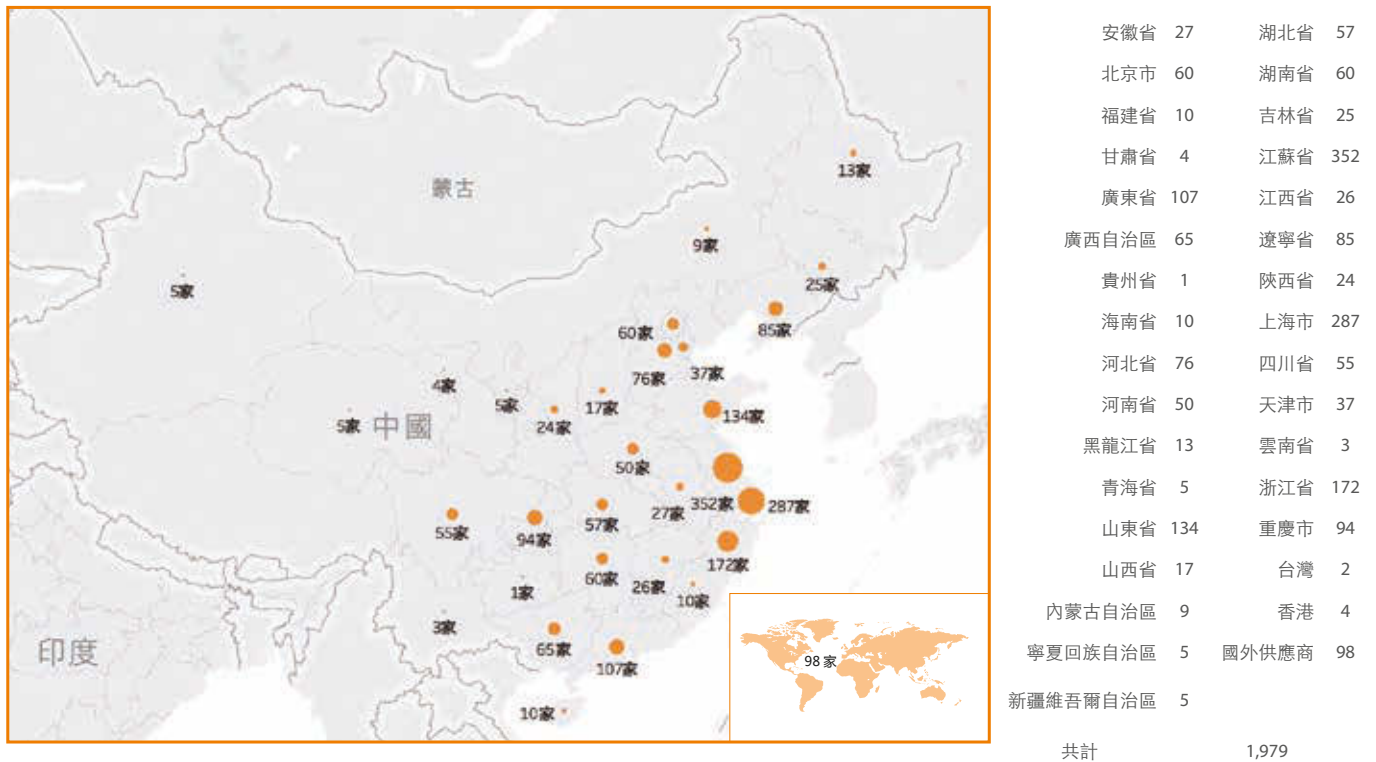 蒙古
13家
9家
5家
25家
85家
60家
76家
37家
4家
5家
17家
5家
中國
24家
134家
50家
352家
287家
27家
55家
94家
57家
172家
60家
26家
1家
10家
3家
65家
107家
印度
10家
98 家
安徽省 27 湖北省 57
北京市 60 湖南省 60
福建省 10 吉林省 25
甘肅省 4 江蘇省 352
廣東省 107 江西省 26
廣西自治區 65 遼寧省 85
貴州省 1 陝西省 24
海南省 10 上海市 287
河北省 76 四川省 55
河南省 50 天津市 37
黑龍江省 13 雲南省 3
青海省 5 浙江省 172
山東省 134 重慶市 94
山西省 17 台灣 2
內蒙古自治區 9 香港 4
寧夏回族自治區 5 國外供應商 98
新疆維吾爾自治區 5
共計 1,979